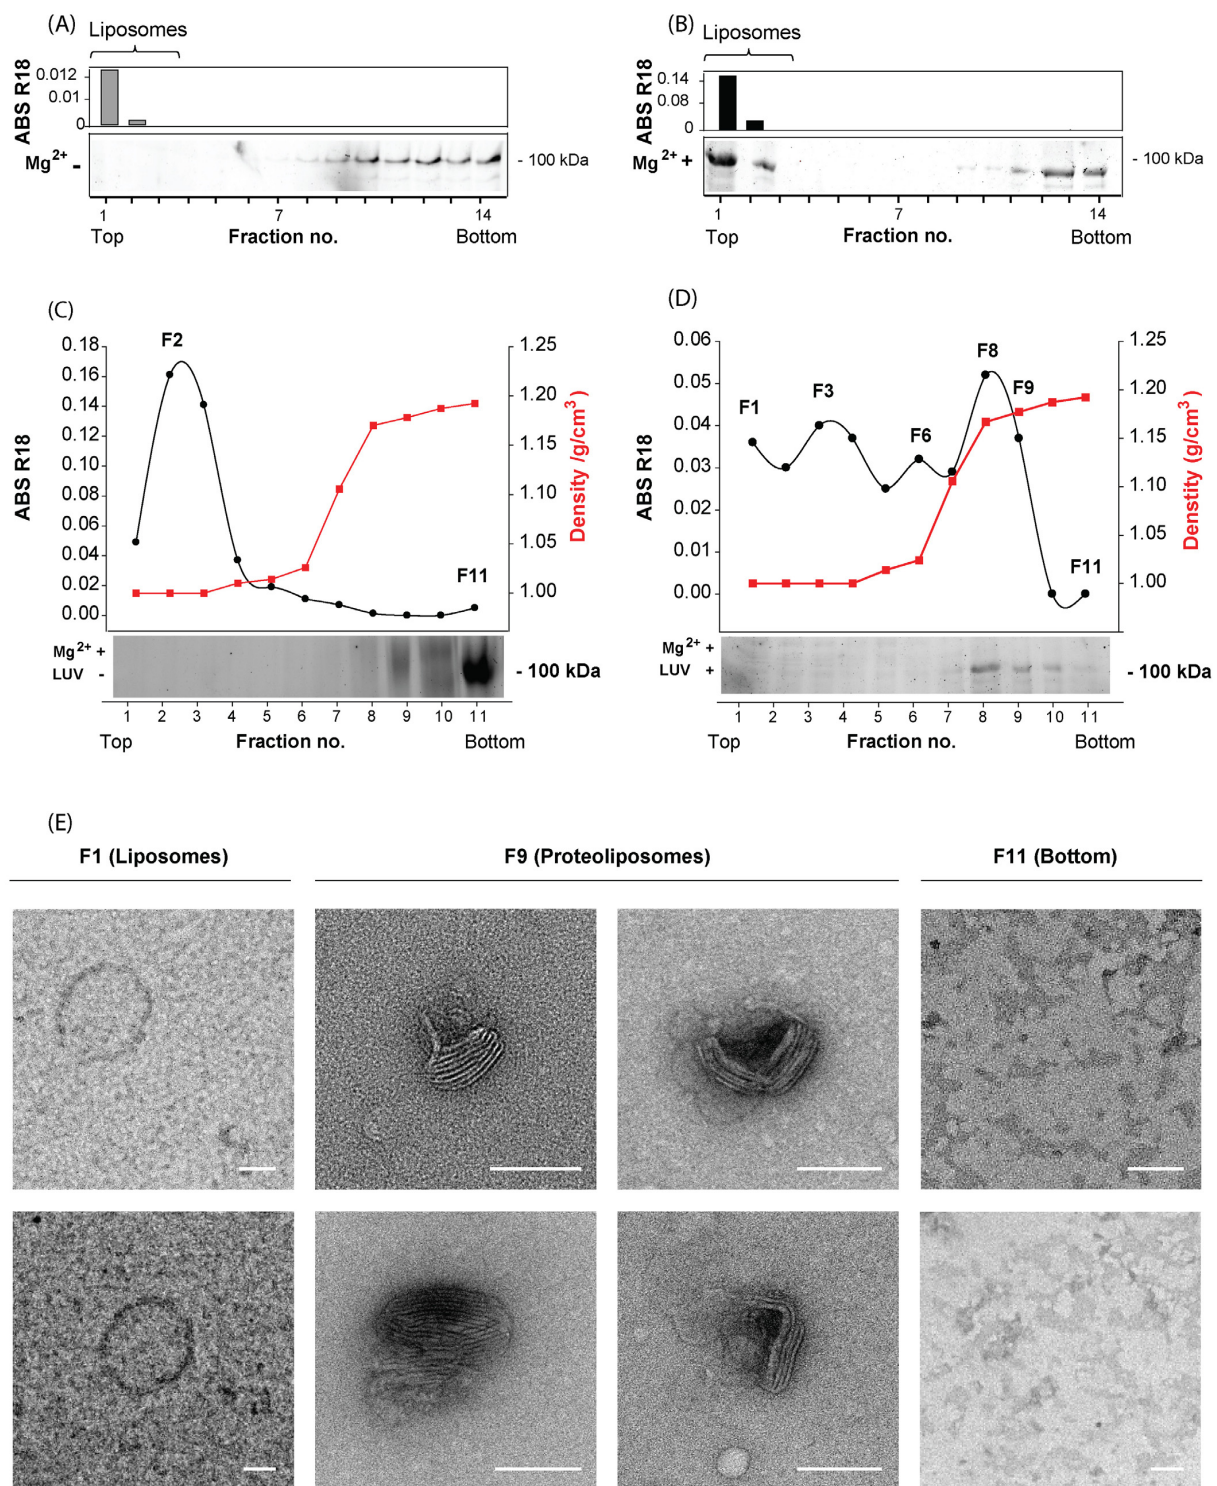 (A)
Liposomes
ABS R18
0.012
0.01
0
Mg2+ -
- 100 kDa
1 7 14
Top Fraction no. Bottom
(B)
Liposomes
ABS R18
0.14
0.08
0
Mg2+ +
- 100 kDa
1 7 14
Top Fraction no. Bottom
(C)
ABS R18
0.18
0.16
0.14
0.12
0.10
0.08
0.06
0.04
0.02
0.00
F2
F11
1.25
1.20
1.15
1.10
1.05
1.00
Density /g/cm3 )
Mg2+ +
LUV -
- 100 kDa
1 2 3 4 5 6 7 8 9 10 11
Top Fraction no. Bottom
(D)
ABS R18
0.06
0.05
0.04
0.03
0.02
0.01
0.00
F1
F3
F6
F8
F9
F11
1.25
1.20
1.15
1.10
1.05
1.00
Denstity (g/cm3)
Mg2+ +
LUV +
- 100 kDa
1 2 3 4 5 6 7 8 9 10 11
Top Fraction no. Bottom
(E)
F1 (Liposomes) F9 (Proteoliposomes) F11 (Bottom)